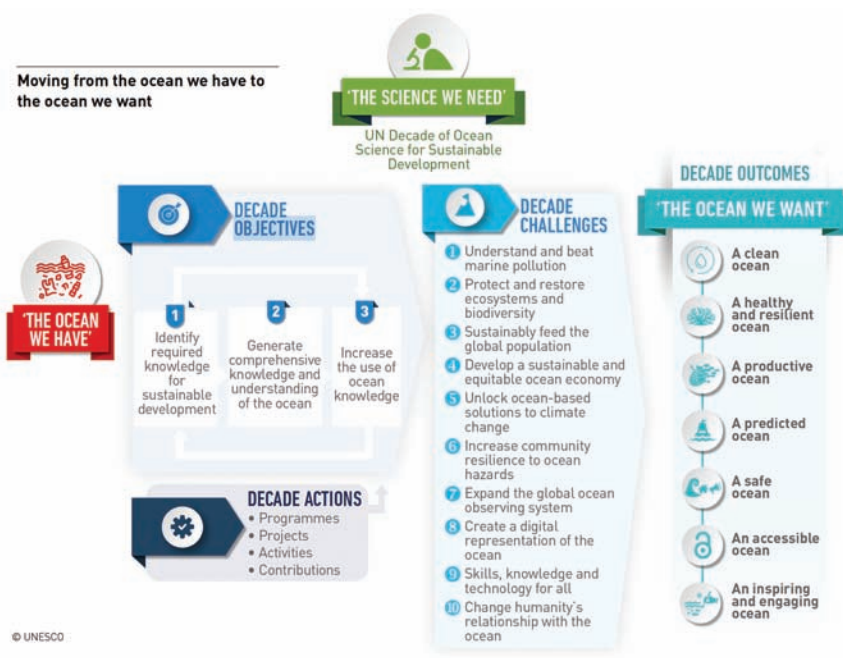 Moving from the ocean we have to
the ocean we want
'THE SCIENCE WE NEED'
UN Decade of Ocean
Science for Sustainable
Development
'THE OCEAN
WE HAVE'
DECADE
OBJECTIVES
1
Identify
required
knowledge
for
sustainable
development
2
Generate
comprehensive
knowledge and
understanding
of the ocean
3
Increase
the use of
ocean
knowledge
DECADE ACTIONS
• Programmes
• Projects
• Activities
• Contributions
DECADE
CHALLENGES
1 Understand and beat
marine pollution
2 Protect and restore
ecosystems and
biodiversity
3 Sustainably feed the
global population
4 Develop a sustainable and
equitable ocean economy
5 Unlock ocean-based
solutions to climate
change
6 Increase community
resilience to ocean
hazards
7 Expand the global ocean
observing system
8 Create a digital
representation of the
ocean
9 Skills, knowledge and
technology for all
10 Change humanity's
relationship with the
ocean
DECADE OUTCOMES
'THE OCEAN WE WANT'
A clean
ocean
A healthy
and resilient
ocean
A productive
ocean
A predicted
ocean
A safe
ocean
An accessible
ocean
An inspiring
and engaging
ocean
© UNESCO